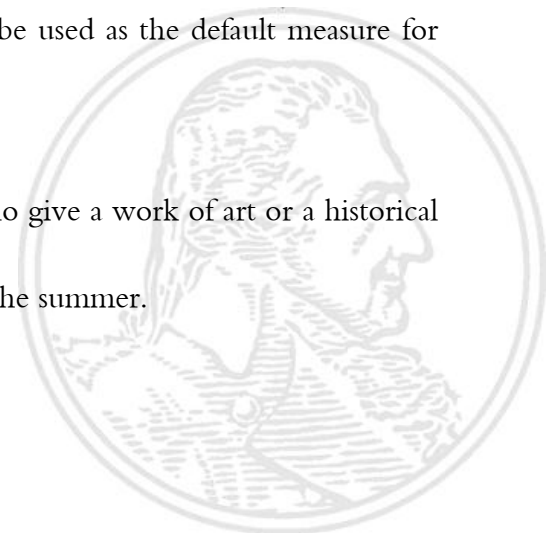 be used as the default measure for
give a work of art or a historical
he summer.